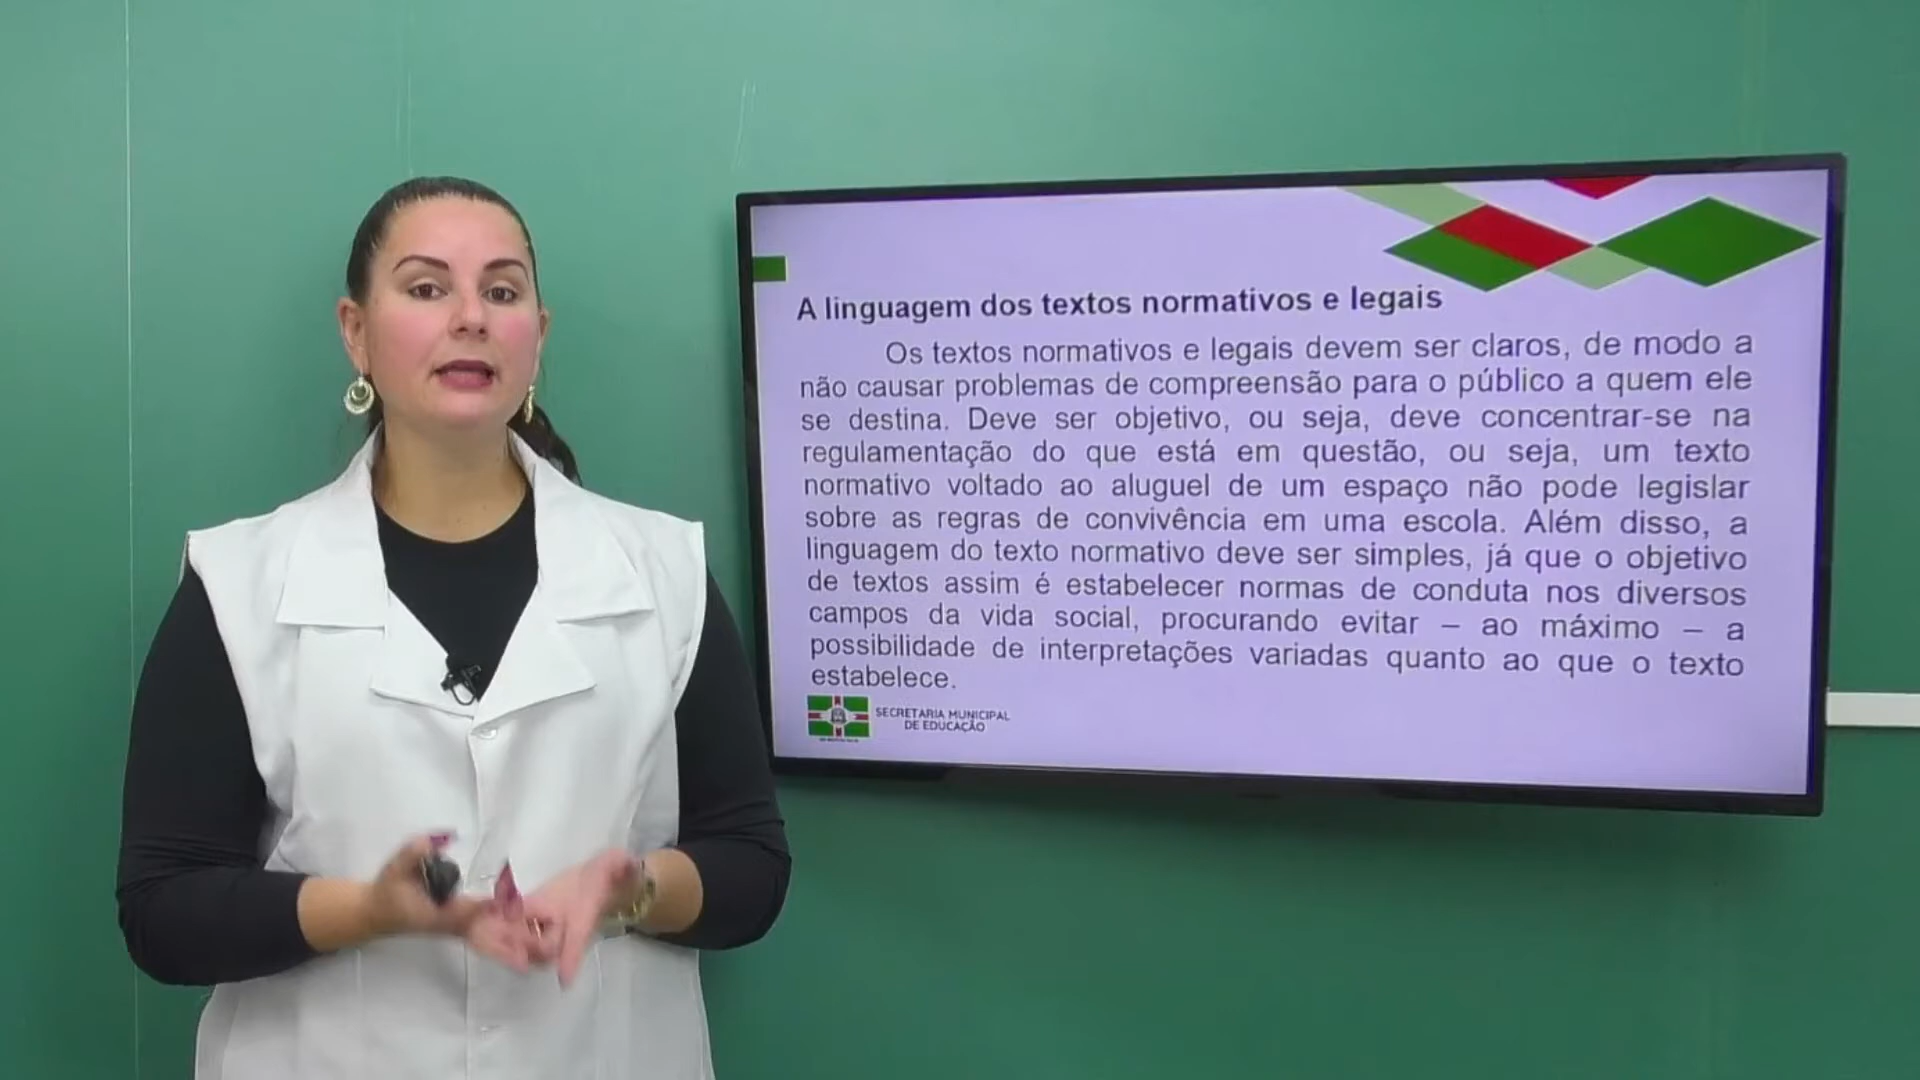 A linguagem dos textos normativos e legais
Os textos normativos e legais devem ser claros, de modo a
não causar problemas de compreensão para o público a quem ele
se destina. Deve ser objetivo, ou seja, deve concentrar-se na
regulamentação do que está em questão, ou seja, um texto
normativo voltado ao aluguel de um espaço não pode legislar
sobre as regras de convivência em uma escola. Além disso, a
linguagem do texto normativo deve ser simples, já que o objetivo
de textos assim é estabelecer normas de conduta nos diversos
campos da vida social, procurando evitar – ao máximo – a
possibilidade de interpretações variadas quanto ao que o texto
estabelece.
SECRETARIA MUNICIPAL
DE EDUCAÇÃO